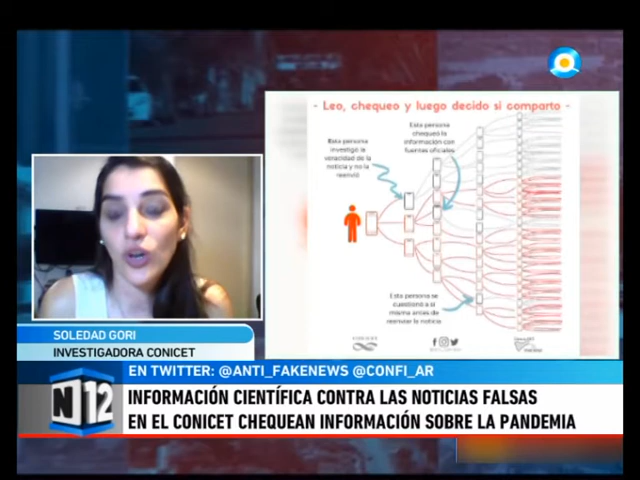 - Leo, chequeo y luego decido si comparto -
Esta persona
chequeó la
información con
fuentes oficiales
Esta persona
investigó la
veracidad de la
noticia y no la
reenvió
Esta persona se
cuestionó a sí
misma antes de
reenviar la noticia
SOLEDAD GORI
INVESTIGADORA CONICET
EN TWITTER: @ANTI_FAKENEWS @CONFI_AR
N12
INFORMACIÓN CIENTÍFICA CONTRA LAS NOTICIAS FALSAS
EN EL CONICET CHEQUEAN INFORMACIÓN SOBRE LA PANDEMIA